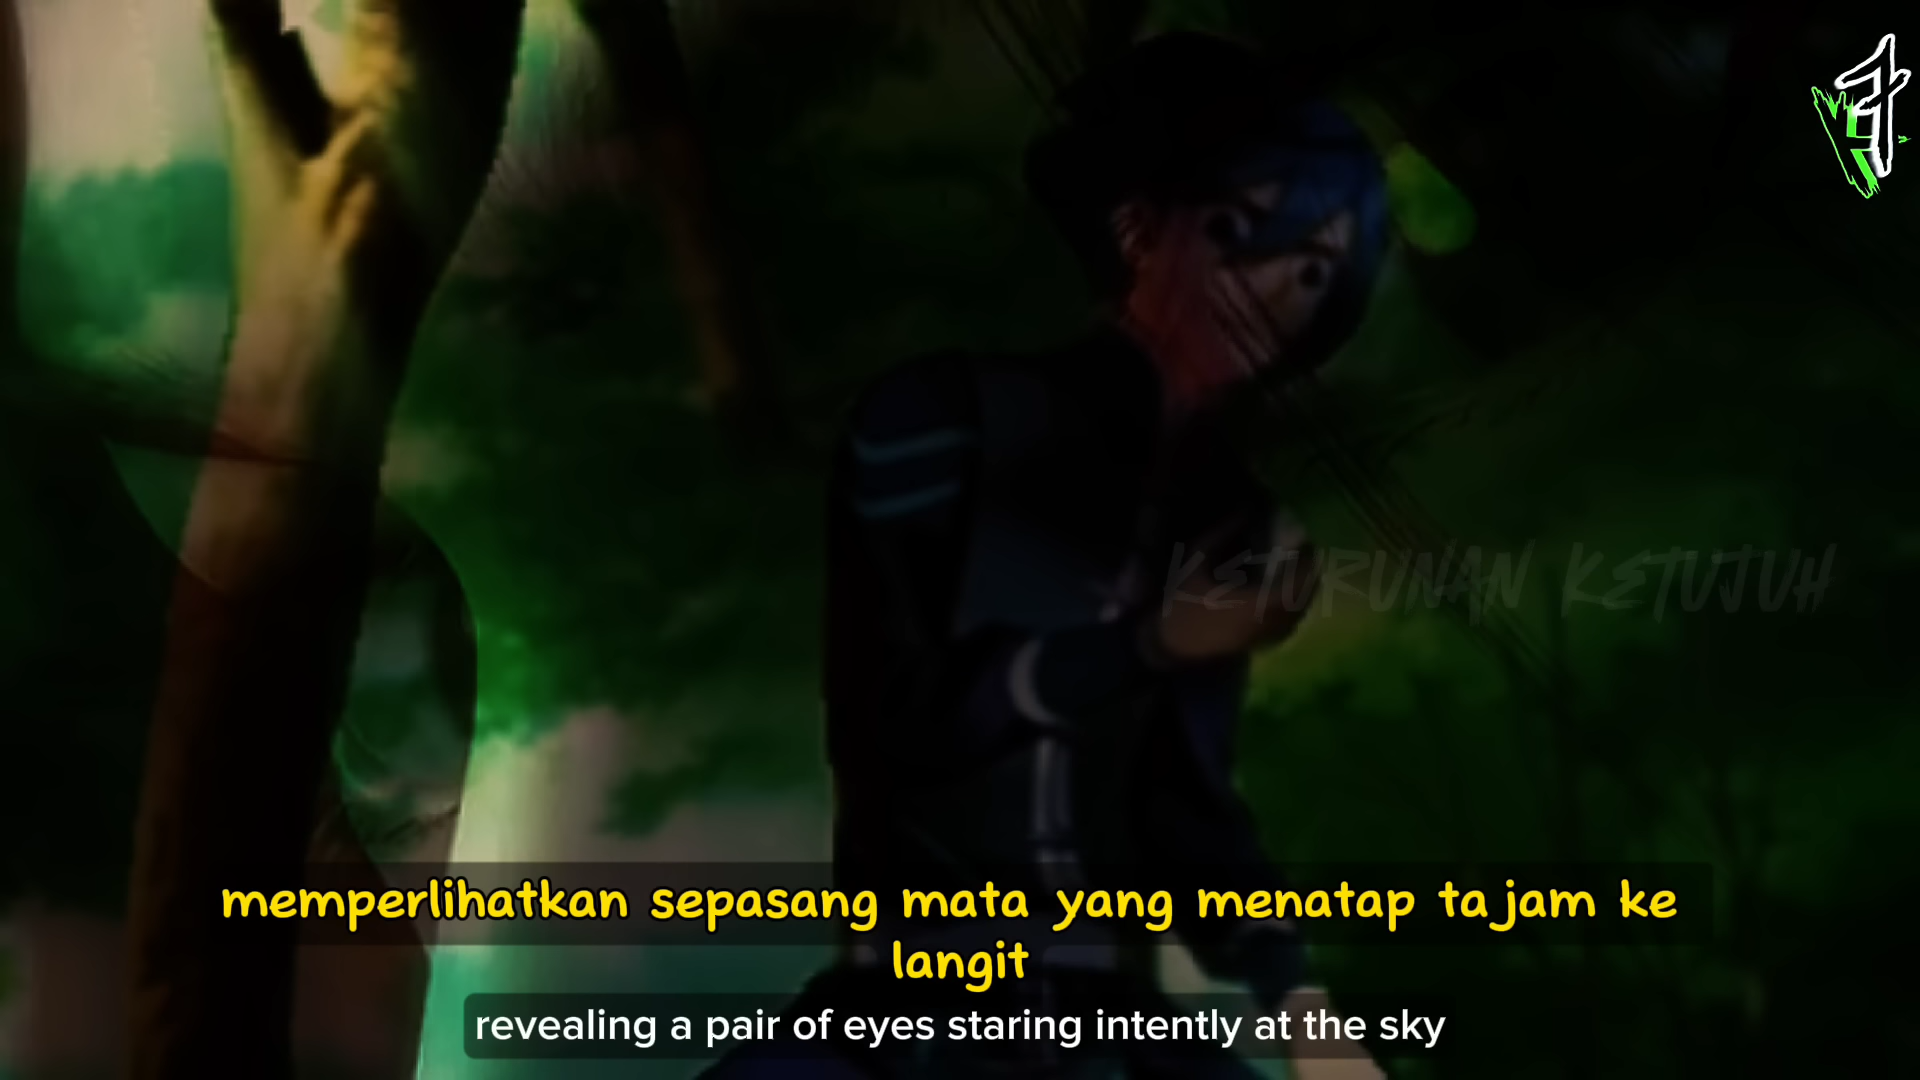 KETURUNAN KETUJUH
memperlihatkan sepasang mata yang menatap tajam ke
langit
revealing a pair of eyes staring intently at the sky